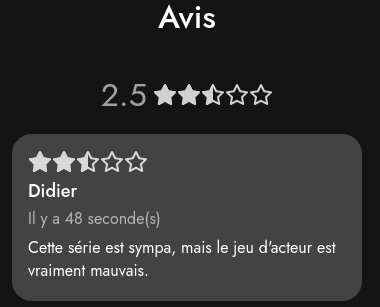 Avis
2.5
Didier
Il y a 48 seconde(s)
Cette série est sympa, mais le jeu d'acteur est
vraiment mauvais.